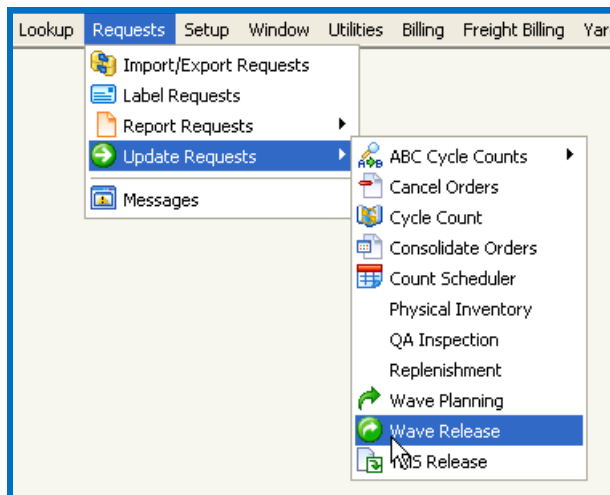 Lookup Requests Setup Window Utilities Billing Freight Billing Yar
Import/Export Requests
Label Requests
Report Requests
Update Requests
Messages
ABC Cycle Counts
Cancel Orders
Cycle Count
Consolidate Orders
Count Scheduler
Physical Inventory
QA Inspection
Replenishment
Wave Planning
Wave Release
Release